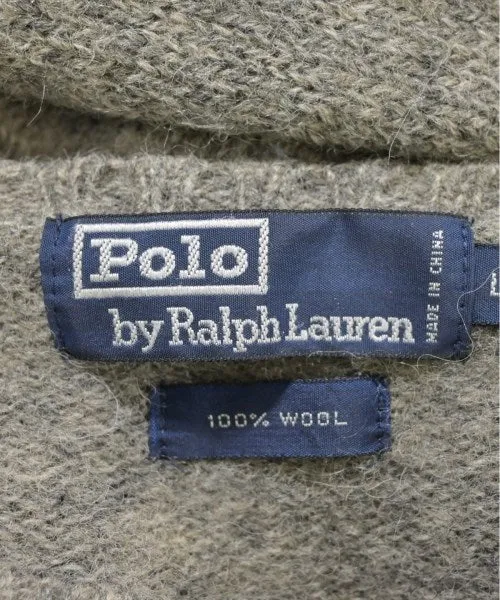 Polo
by Ralph Lauren
MADE IN CHINA
100% WOOL